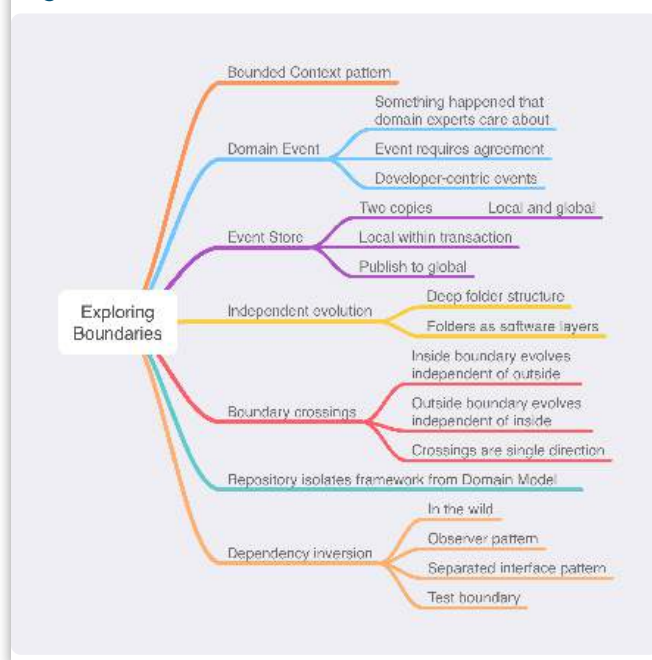 Bounded Context pattern
Something happened that
domain experts care about
Domain Event
Event requires agreement
Developer-centric events
Two copies
Local and global
Event Store
Local within transaction
Publish to global
Exploring
Boundaries
Independent evolution
Deep folder structure
Folders as software layers
Inside boundary evolves
independent of outside
Boundary crossings
Outside boundary evolves
independent of inside
Crossings are single direction
Repository isolates framework from Domain Model
In the wild
Observer pattern
Dependency inversion
Separated interface pattern
Test boundary